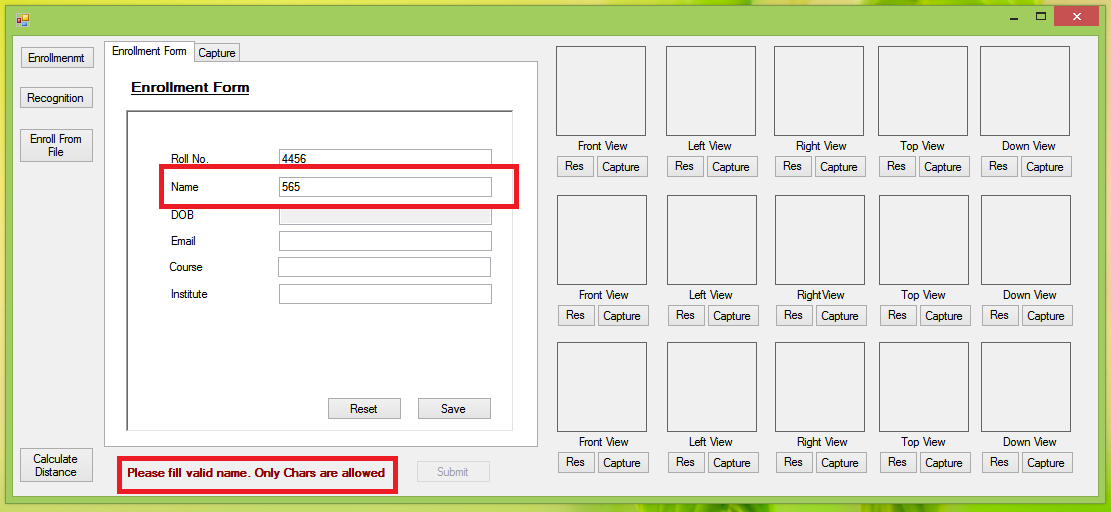 Enrollmenmt
Recognition
Enroll From
File
Calculate
Distance
Enrollment Form
Capture
Enrollment Form
Roll No. 4456
Name 565
DOB
Email
Course
Institute
Reset Save
Please fill valid name. Only Chars are allowed
Submit
Front View Left View Right View Top View Down View
Res Capture Res Capture Res Capture Res Capture Res Capture
Front View Left View RightView Top View Down View
Res Capture Res Capture Res Capture Res Capture Res Capture
Front View Left View Right View Top View Down View
Res Capture Res Capture Res Capture Res Capture Res Capture